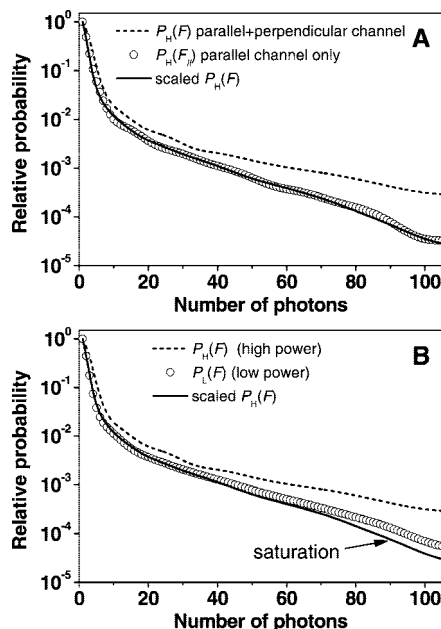 P_H(F) parallel+perpendicular channel
P_H(F_//) parallel channel only
scaled P_H(F)
A
10^0
10^-1
10^-2
10^-3
10^-4
10^-5
Relative probability
0 20 40 60 80 100
Number of photons
P_H(F) (high power)
P_L(F) (low power)
scaled P_H(F)
B
10^0
10^-1
10^-2
10^-3
10^-4
10^-5
Relative probability
saturation
0 20 40 60 80 100
Number of photons